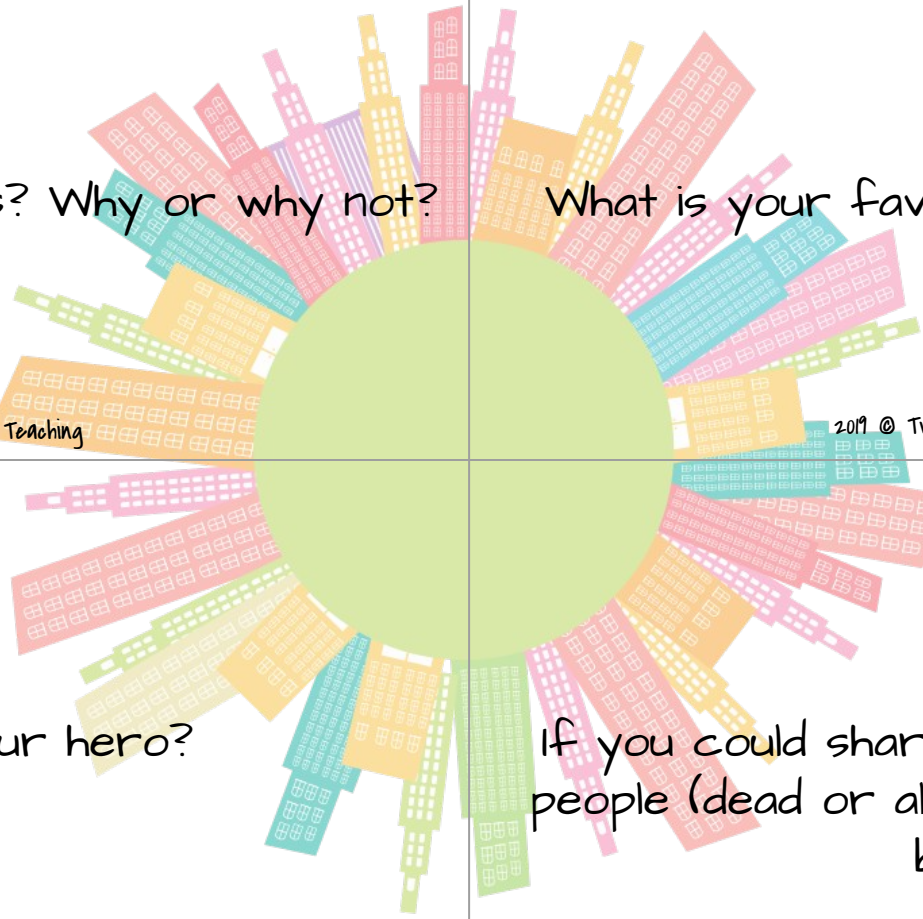 s? Why or why not?
What is your fav
Teaching
2019 © T
ur hero?
If you could shar
people (dead or al
b